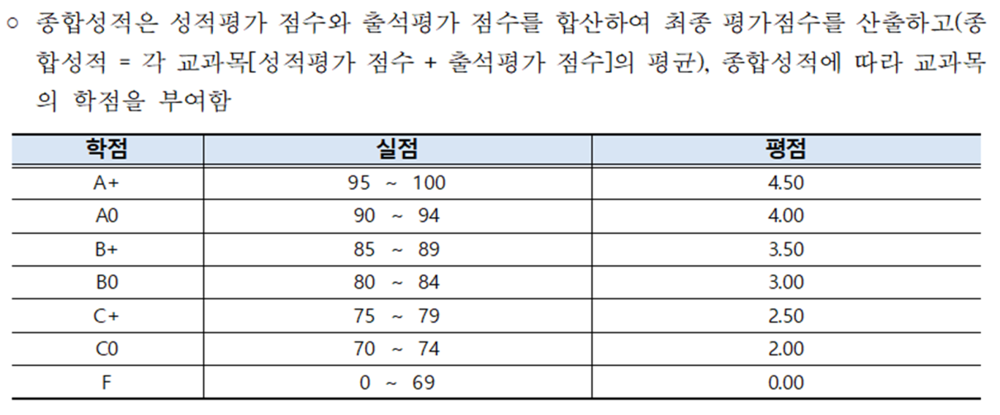 ○ 종합성적은 성적평가 점수와 출석평가 점수를 합산하여 최종 평가점수를 산출하고(종
합성적 = 각 교과목[성적평가 점수 + 출석평가 점수]의 평균), 종합성적에 따라 교과목
의 학점을 부여함
학점 실점 평점
A+ 95 ~ 100 4.50
A0 90 ~ 94 4.00
B+ 85 ~ 89 3.50
B0 80 ~ 84 3.00
C+ 75 ~ 79 2.50
C0 70 ~ 74 2.00
F 0 ~ 69 0.00